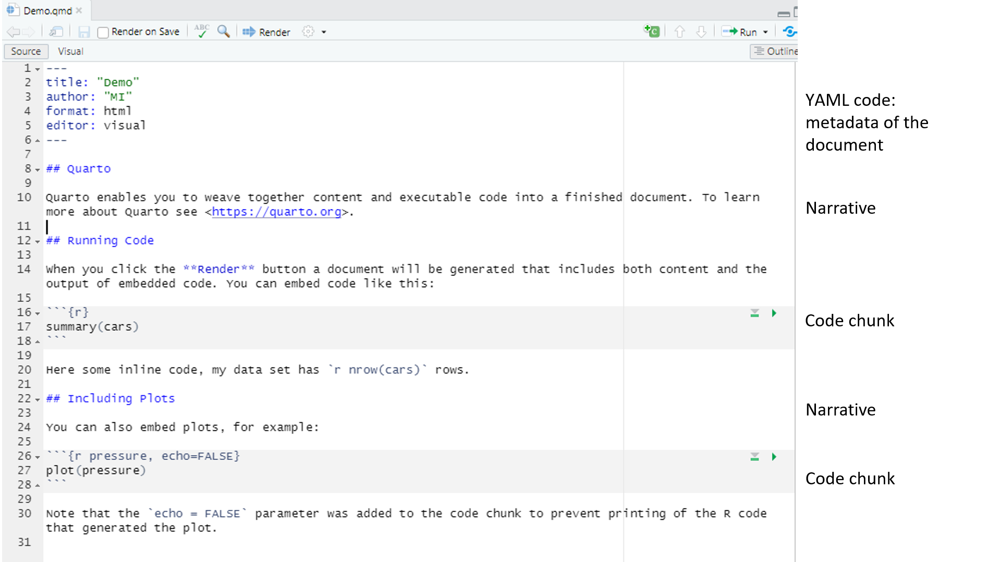 Demo.qmd
Render on Save
ABC
Render
Run
Source
Visual
Outline
1 ---
2 title: "Demo"
3 author: "MI"
4 format: html
5 editor: visual
6 ---
7
8 ## Quarto
9
10 Quarto enables you to weave together content and executable code into a finished document. To learn
more about Quarto see <https://quarto.org>.
11
12 ## Running Code
13
14 When you click the **Render** button a document will be generated that includes both content and the
output of embedded code. You can embed code like this:
15
16 ```{r}
17 summary(cars)
18 ```
19
20 Here some inline code, my data set has `r nrow(cars)` rows.
21
22 ## Including Plots
23
24 You can also embed plots, for example:
25
26 ```{r pressure, echo=FALSE}
27 plot(pressure)
28 ```
29
30 Note that the `echo = FALSE` parameter was added to the code chunk to prevent printing of the R code
that generated the plot.
31
YAML code:
metadata of the
document
Narrative
Code chunk
Narrative
Code chunk